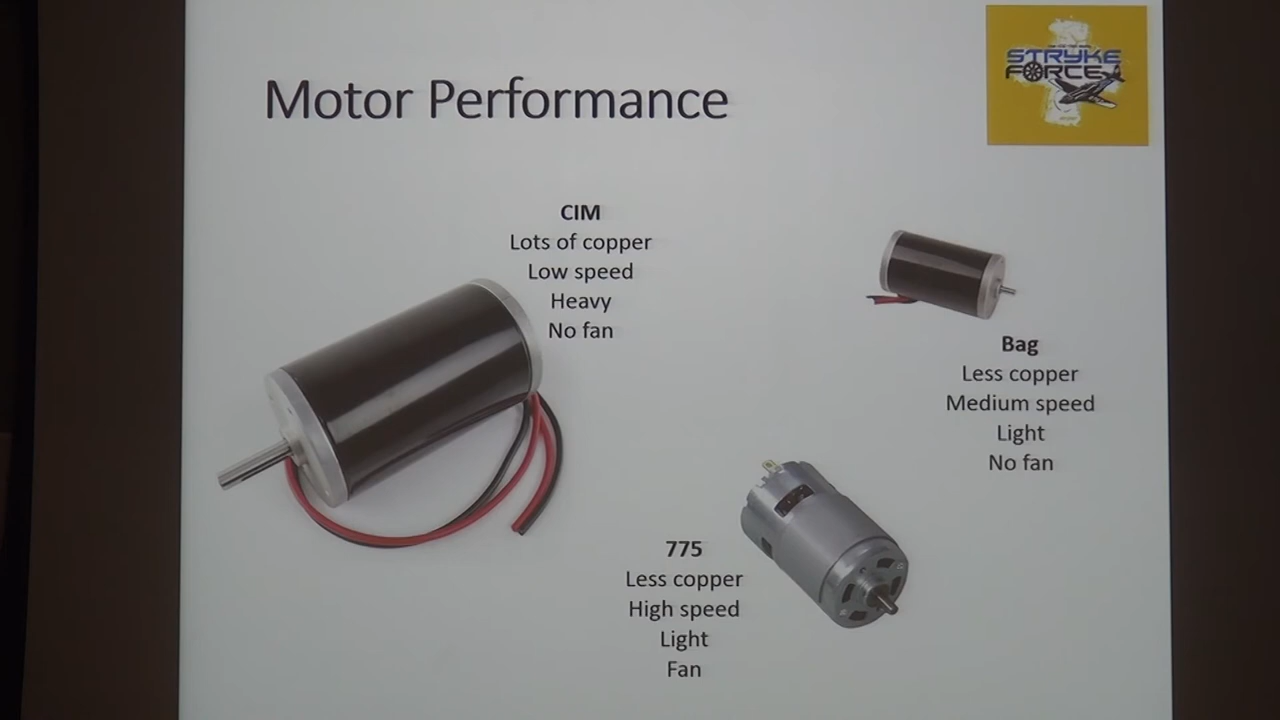 Motor Performance
STRYKE
FORCE
CIM
Lots of copper
Low speed
Heavy
No fan
Bag
Less copper
Medium speed
Light
No fan
775
Less copper
High speed
Light
Fan